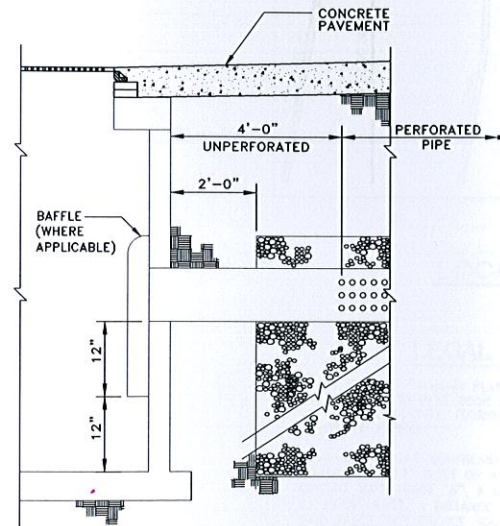 CONCRETE
PAVEMENT
4'-0"
UNPERFORATED
PERFORATED
PIPE
2'-0"
BAFFLE
(WHERE
APPLICABLE)
12"
12"